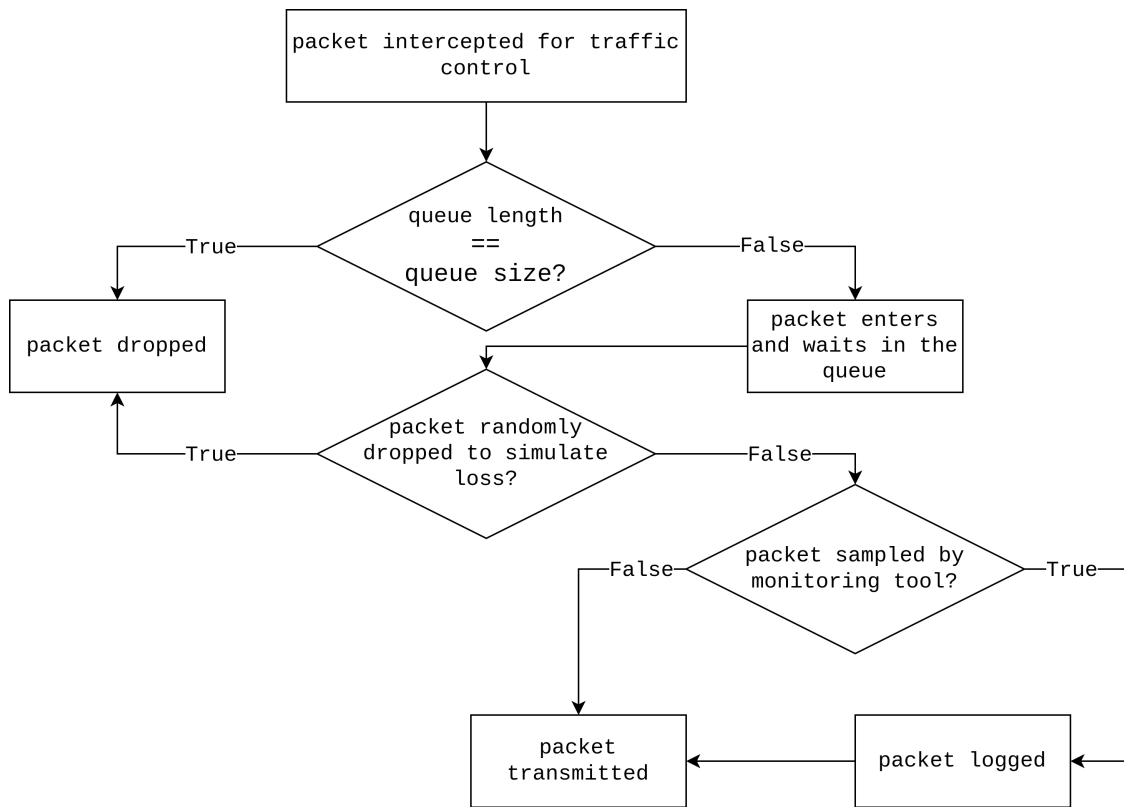 packet intercepted for traffic
control
queue length
==
queue size?
True
False
packet dropped
packet enters
and waits in the
queue
packet randomly
dropped to simulate
loss?
True
False
packet sampled by
monitoring tool?
False
True
packet
transmitted
packet logged